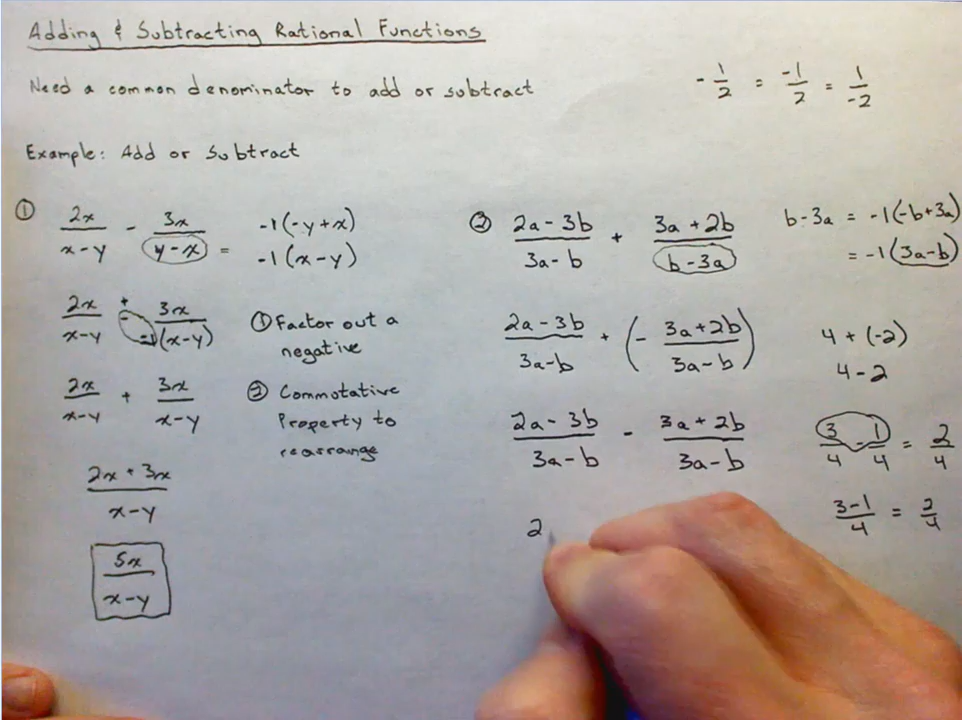 Adding & Subtracting Rational Functions
Need a common denominator to add or subtract
- 1/2 = -1/2 = 1/-2
Example: Add or Subtract
① 2x/(x-y) - 3x/(y-x) = -1(-y+x)
-1(x-y)
2x/(x-y) +- 3x/-1(x-y)
① Factor out a
negative
2x/(x-y) + 3x/(x-y)
② Commutative
Property to
rearrange
(2x+3x)/(x-y)
5x/(x-y)
② (2a-3b)/(3a-b) + (3a+2b)/(b-3a)
b-3a = -1(-b+3a)
= -1(3a-b)
(2a-3b)/(3a-b) + (- (3a+2b)/(3a-b))
4 + (-2)
4 - 2
(2a-3b)/(3a-b) - (3a+2b)/(3a-b)
3/4 - 1/4 = 2/4
(3-1)/4 = 2/4
2